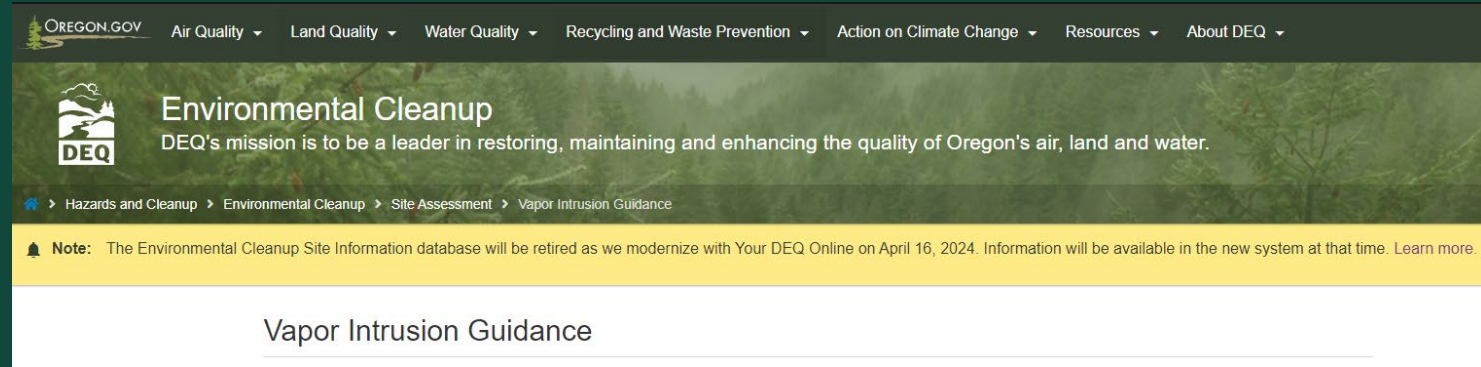 OREGON.GOV Air Quality Land Quality Water Quality Recycling and Waste Prevention Action on Climate Change Resources About DEQ
DEQ
Environmental Cleanup
DEQ's mission is to be a leader in restoring, maintaining and enhancing the quality of Oregon's air, land and water.
> Hazards and Cleanup > Environmental Cleanup > Site Assessment > Vapor Intrusion Guidance
Note: The Environmental Cleanup Site Information database will be retired as we modernize with Your DEQ Online on April 16, 2024. Information will be available in the new system at that time. Learn more.
Vapor Intrusion Guidance